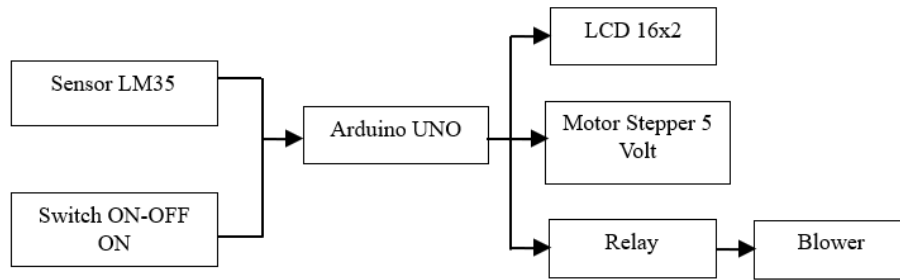 LCD 16x2
Sensor LM35
Arduino UNO
Motor Stepper 5
Volt
Switch ON-OFF
ON
Relay
Blower